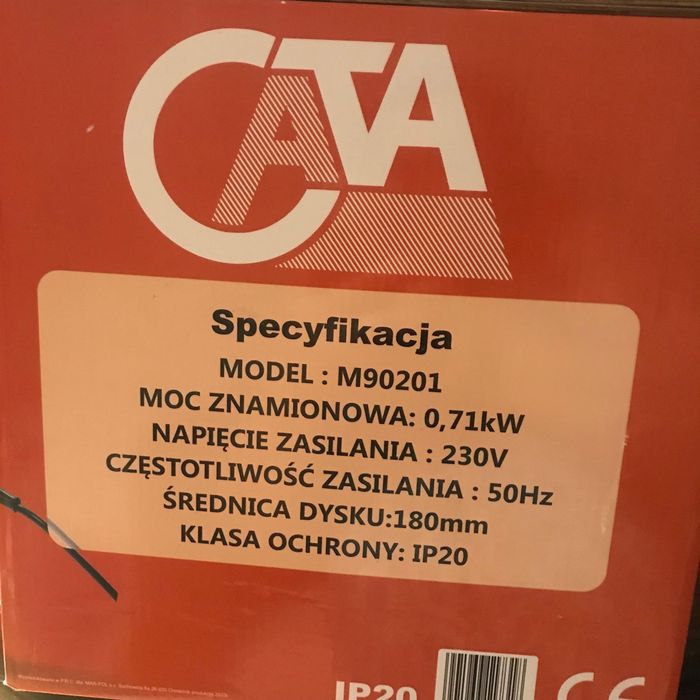 CATA
Specyfikacja
MODEL : M90201
MOC ZNAMIONOWA: 0,71kW
NAPIĘCIE ZASILANIA : 230V
CZĘSTOTLIWOŚĆ ZASILANIA : 50Hz
ŚREDNICA DYSKU:180mm
KLASA OCHRONY: IP20
IP20
CE